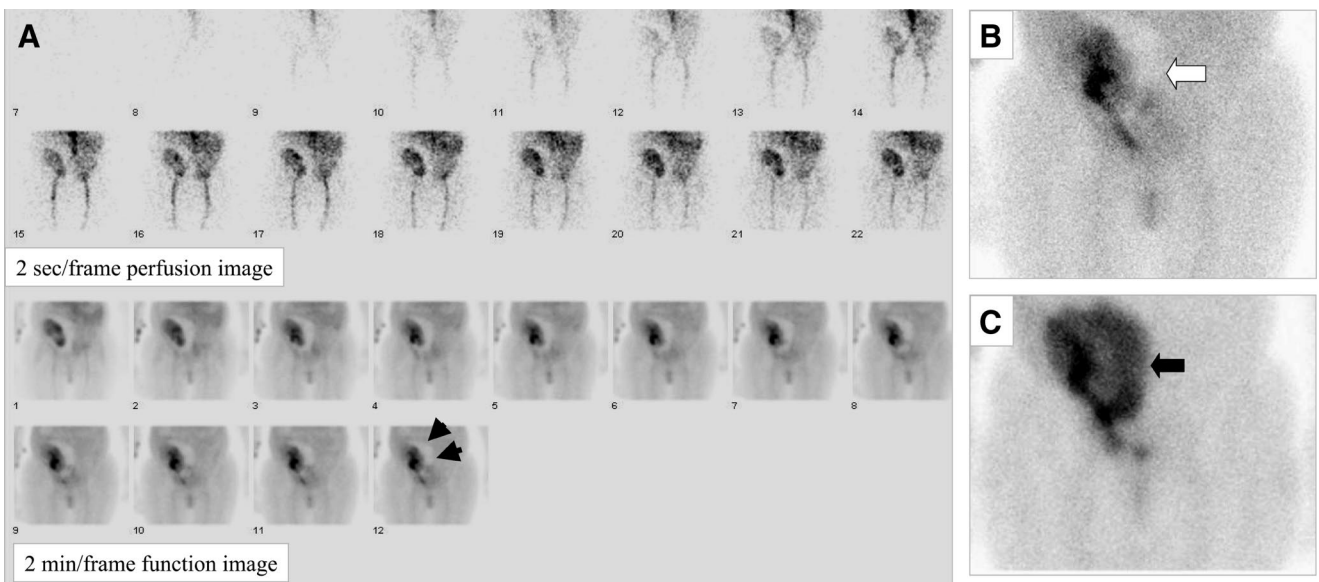 A
7 8 9 10 11 12 13 14
15 16 17 18 19 20 21 22
2 sec/frame perfusion image
1 2 3 4 5 6 7 8
9 10 11 12
2 min/frame function image
B
C